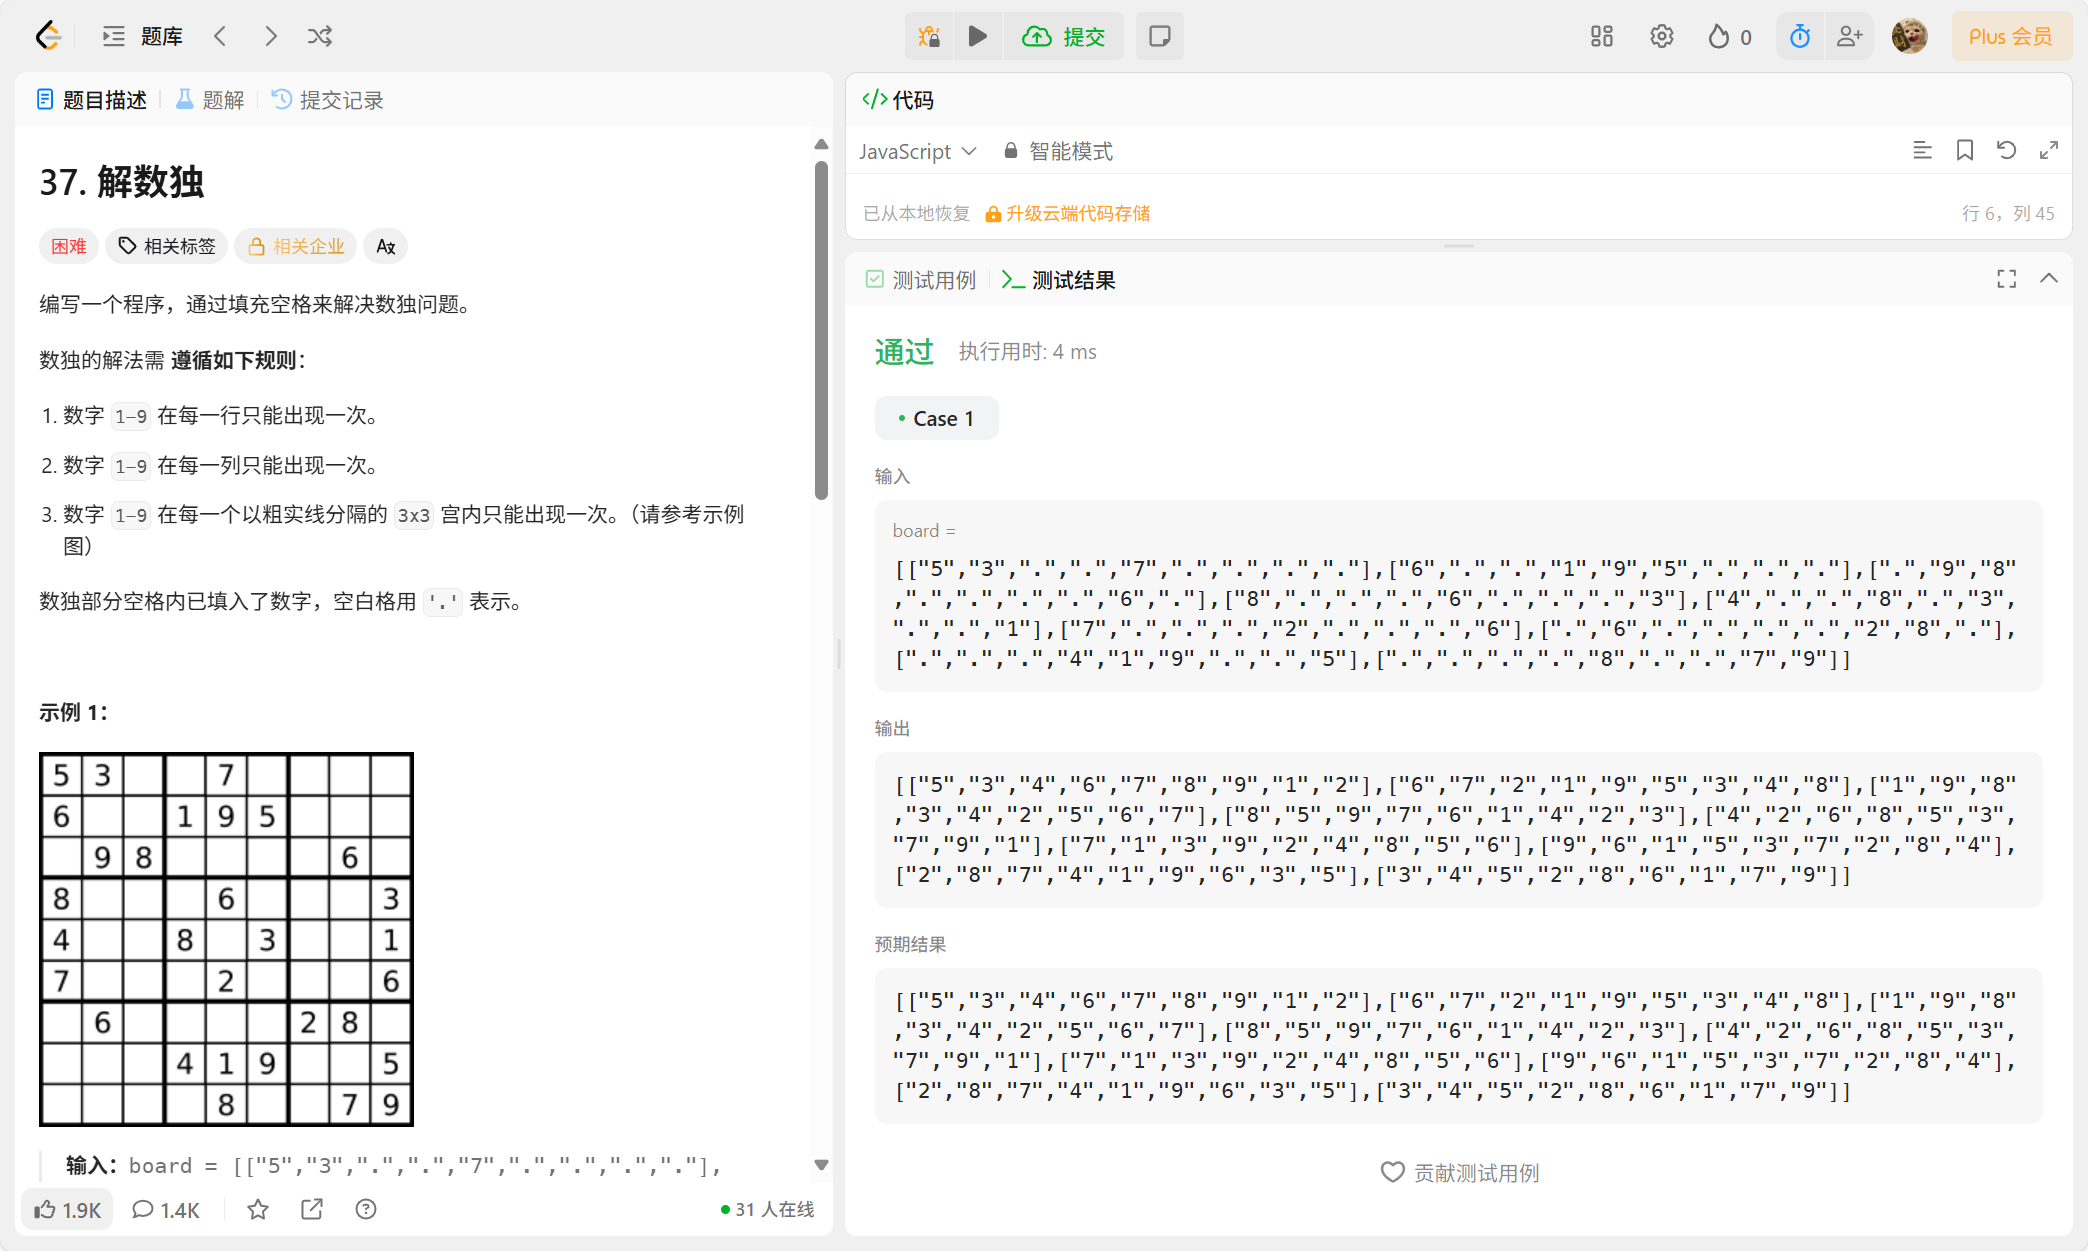 题库
提交
0
Plus 会员
题目描述
题解
提交记录
37. 解数独
困难
相关标签
相关企业
编写一个程序，通过填充空格来解决数独问题。
数独的解法需 遵循如下规则：
1. 数字 1-9 在每一行只能出现一次。
2. 数字 1-9 在每一列只能出现一次。
3. 数字 1-9 在每一个以粗实线分隔的 3x3 宫内只能出现一次。（请参考示例
图）
数独部分空格内已填入了数字，空白格用 '.' 表示。
示例 1：
5 3 7
6 1 9 5
9 8 6
8 6 3
4 8 3 1
7 2 6
6 2 8
4 1 9 5
8 7 9
输入：board = [["5","3",".",".","7",".",".",".","."],
1.9K
1.4K
31 人在线
代码
JavaScript
智能模式
已从本地恢复
升级云端代码存储
行 6，列 45
测试用例
测试结果
通过
执行用时: 4 ms
Case 1
输入
board =
[["5","3",".",".","7",".",".",".","."],["6",".",".","1","9","5",".",".","."],[".","9","8"
,".",".",".",".","6","."],["8",".",".",".","6",".",".",".","3"],["4",".",".","8",".","3",
".",".","1"],["7",".",".",".","2",".",".",".","6"],[".","6",".",".",".",".","2","8","."],
[".",".",".","4","1","9",".",".","5"],[".",".",".",".","8",".",".","7","9"]]
输出
[["5","3","4","6","7","8","9","1","2"],["6","7","2","1","9","5","3","4","8"],["1","9","8"
,"3","4","2","5","6","7"],["8","5","9","7","6","1","4","2","3"],["4","2","6","8","5","3",
"7","9","1"],["7","1","3","9","2","4","8","5","6"],["9","6","1","5","3","7","2","8","4"],
["2","8","7","4","1","9","6","3","5"],["3","4","5","2","8","6","1","7","9"]]
预期结果
[["5","3","4","6","7","8","9","1","2"],["6","7","2","1","9","5","3","4","8"],["1","9","8"
,"3","4","2","5","6","7"],["8","5","9","7","6","1","4","2","3"],["4","2","6","8","5","3",
"7","9","1"],["7","1","3","9","2","4","8","5","6"],["9","6","1","5","3","7","2","8","4"],
["2","8","7","4","1","9","6","3","5"],["3","4","5","2","8","6","1","7","9"]]
贡献测试用例